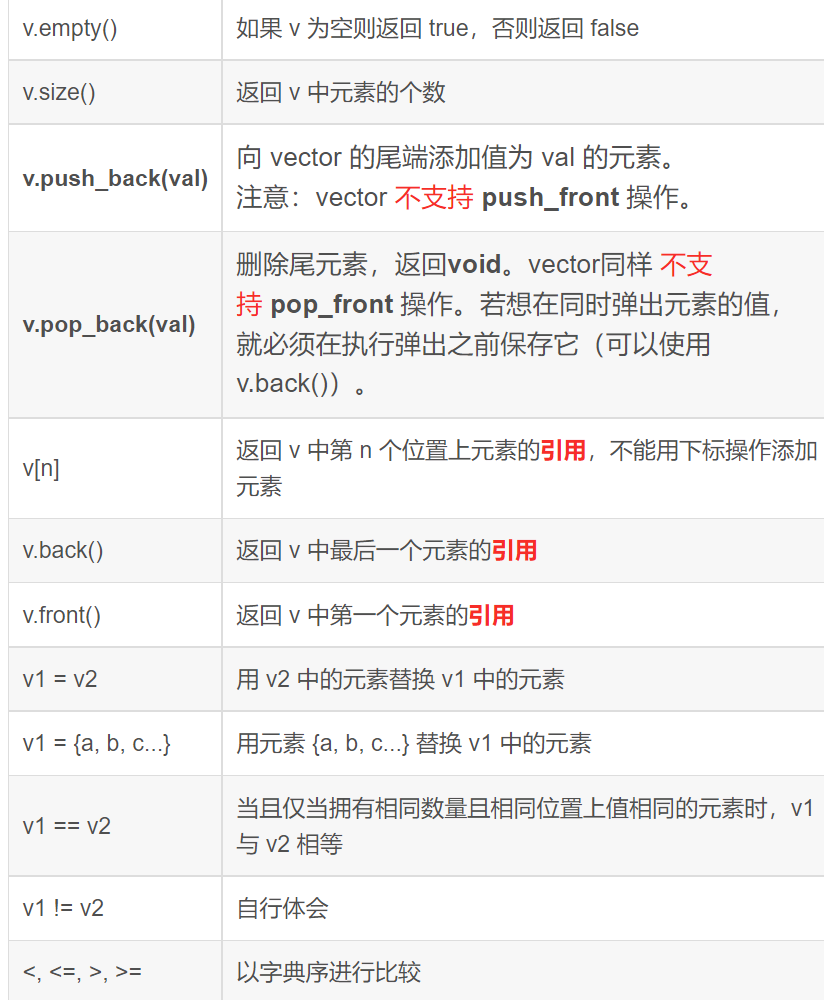 v.empty() 如果 v 为空则返回 true，否则返回 false
v.size() 返回 v 中元素的个数
v.push_back(val) 向 vector 的尾端添加值为 val 的元素。
注意：vector 不支持 push_front 操作。
v.pop_back(val) 删除尾元素，返回void。vector同样 不支
持 pop_front 操作。若想在同时弹出元素的值，
就必须在执行弹出之前保存它（可以使用
v.back()）。
v[n] 返回 v 中第 n 个位置上元素的引用，不能用下标操作添加
元素
v.back() 返回 v 中最后一个元素的引用
v.front() 返回 v 中第一个元素的引用
v1 = v2 用 v2 中的元素替换 v1 中的元素
v1 = {a, b, c...} 用元素 {a, b, c...} 替换 v1 中的元素
v1 == v2 当且仅当拥有相同数量且相同位置上值相同的元素时，v1
与 v2 相等
v1 != v2 自行体会
<, <=, >, >= 以字典序进行比较